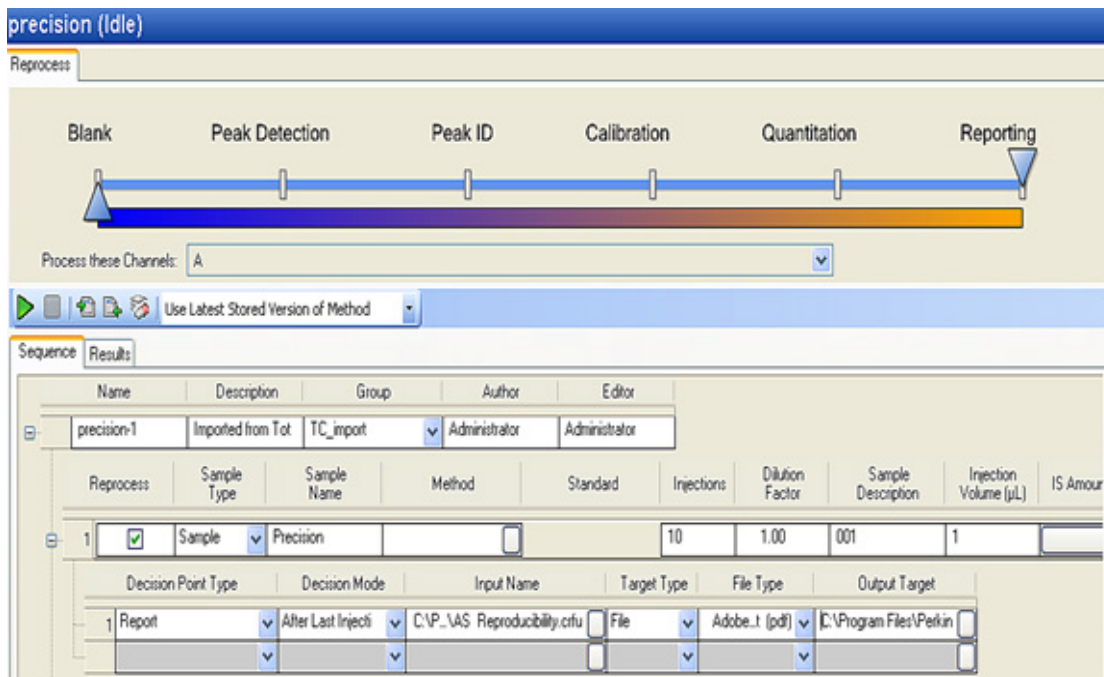 precision (Idle)
Reprocess
Blank Peak Detection Peak ID Calibration Quantitation Reporting
Process these Channels: A
Use Latest Stored Version of Method
Sequence Results
Name Description Group Author Editor
precision-1 Imported from Tot TC_import Administrator Administrator
Reprocess Sample Type Sample Name Method Standard Injections Dilution Factor Sample Description Injection Volume (µL) IS Amour
1 Sample Precision 10 1.00 001 1
Decision Point Type Decision Mode Input Name Target Type File Type Output Target
1 Report After Last Injecti C:\P...\AS Reproducibility.crfu File Adobe...t (pdf) C:\Program Files\Perkin